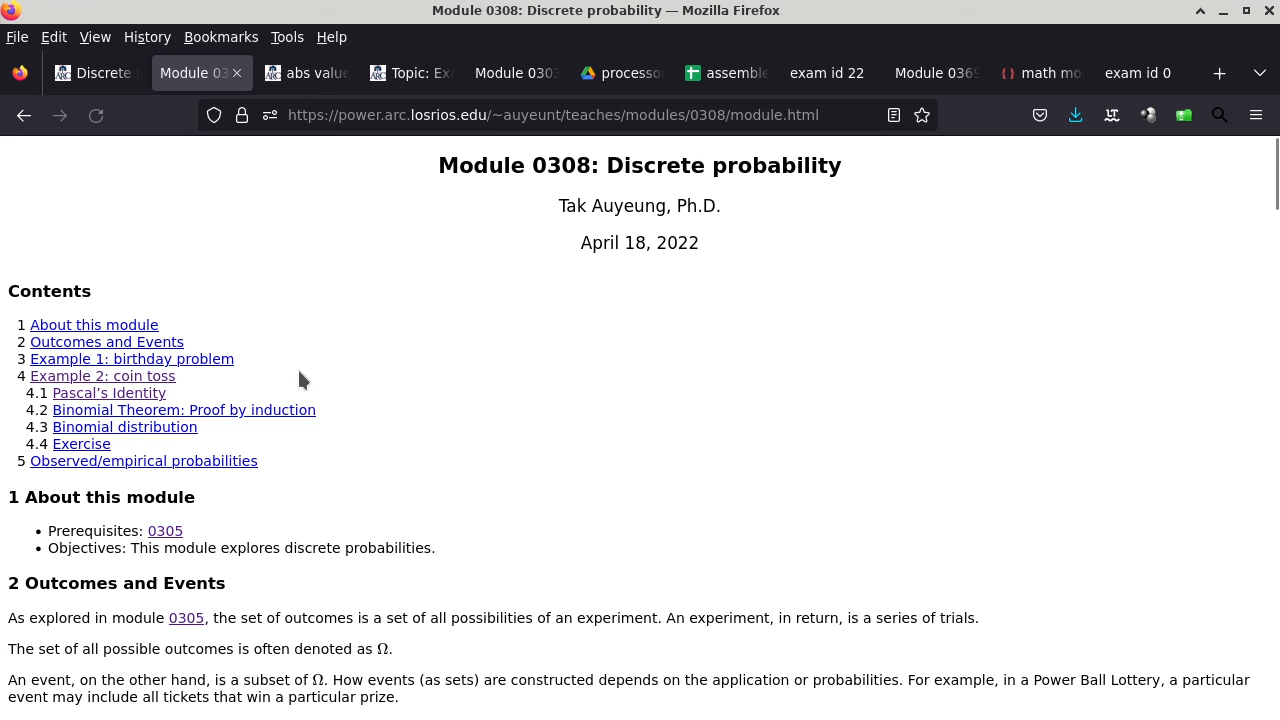 Module 0308: Discrete probability — Mozilla Firefox
File Edit View History Bookmarks Tools Help
Discrete Module 03 abs value Topic: Ex Module 0303 processo assemble exam id 22 Module 0369 math mo exam id 0
https://power.arc.losrios.edu/~auyeunt/teaches/modules/0308/module.html
Module 0308: Discrete probability
Tak Auyeung, Ph.D.
April 18, 2022
Contents
1 About this module
2 Outcomes and Events
3 Example 1: birthday problem
4 Example 2: coin toss
4.1 Pascal’s Identity
4.2 Binomial Theorem: Proof by induction
4.3 Binomial distribution
4.4 Exercise
5 Observed/empirical probabilities
1 About this module
• Prerequisites: 0305
• Objectives: This module explores discrete probabilities.
2 Outcomes and Events
As explored in module 0305, the set of outcomes is a set of all possibilities of an experiment. An experiment, in return, is a series of trials.
The set of all possible outcomes is often denoted as Ω.
An event, on the other hand, is a subset of Ω. How events (as sets) are constructed depends on the application or probabilities. For example, in a Power Ball Lottery, a particular
event may include all tickets that win a particular prize.